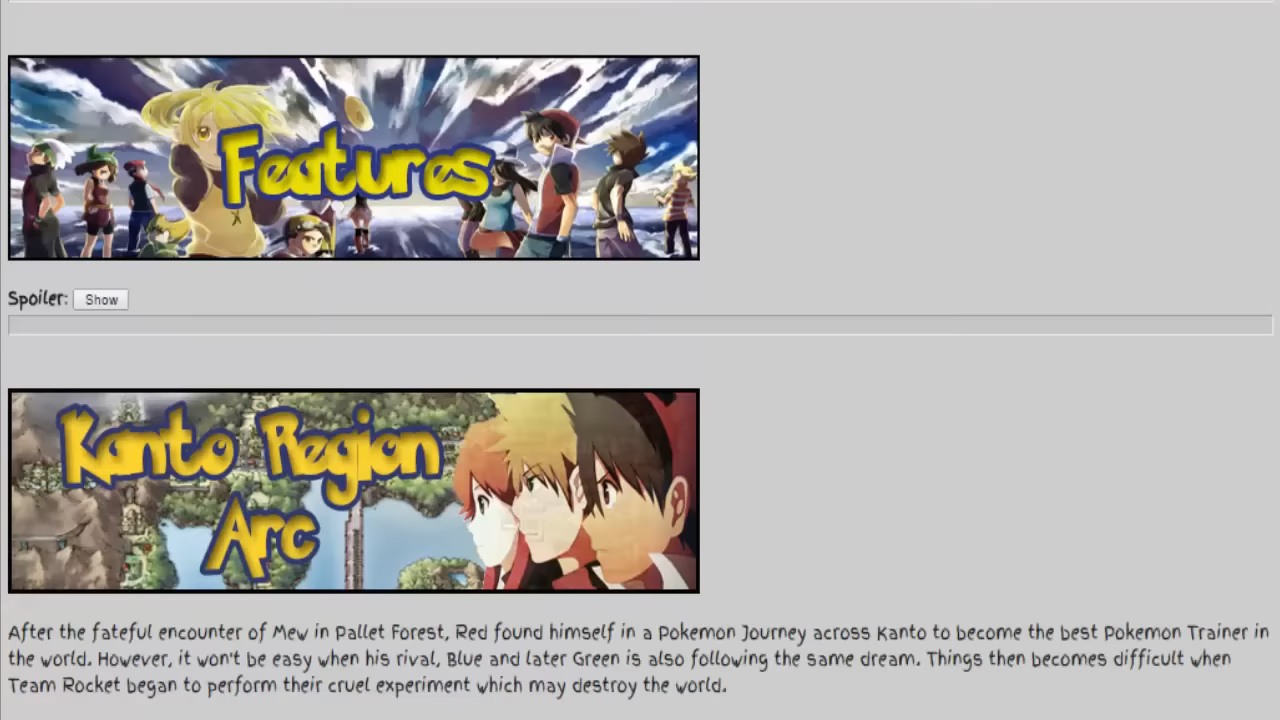 Features
Spoiler: Show
Kanto Region
Arc
After the fateful encounter of Mew in Pallet Forest, Red found himself in a Pokemon Journey across Kanto to become the best Pokemon Trainer in
the world. However, it won't be easy when his rival, Blue and later Green is also following the same dream. Things then becomes difficult when
Team Rocket began to perform their cruel experiment which may destroy the world.